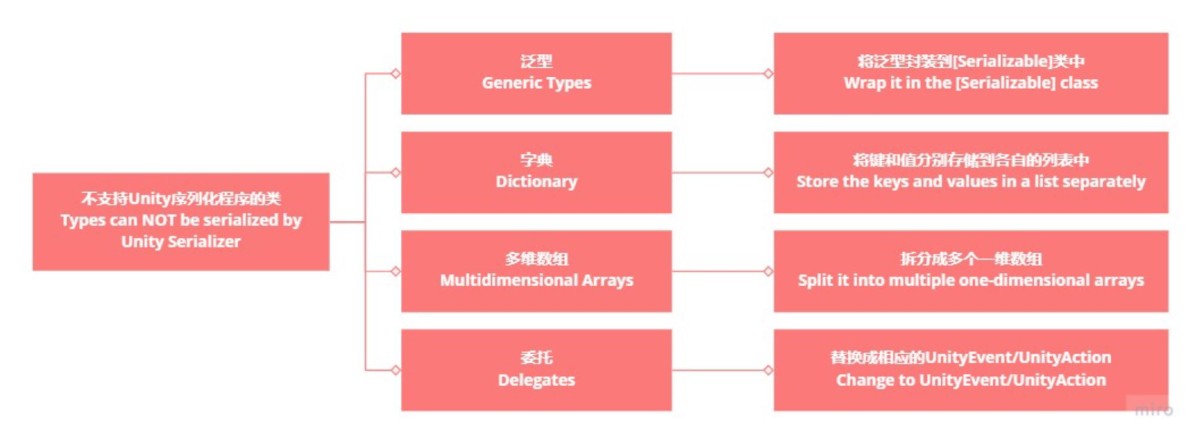 不支持Unity序列化程序的类
Types can NOT be serialized by
Unity Serializer
泛型
Generic Types
将泛型封装到[Serializable]类中
Wrap it in the [Serializable] class
字典
Dictionary
将键和值分别存储到各自的列表中
Store the keys and values in a list separately
多维数组
Multidimensional Arrays
拆分成多个一维数组
Split it into multiple one-dimensional arrays
委托
Delegates
替换成相应的UnityEvent/UnityAction
Change to UnityEvent/UnityAction
miro